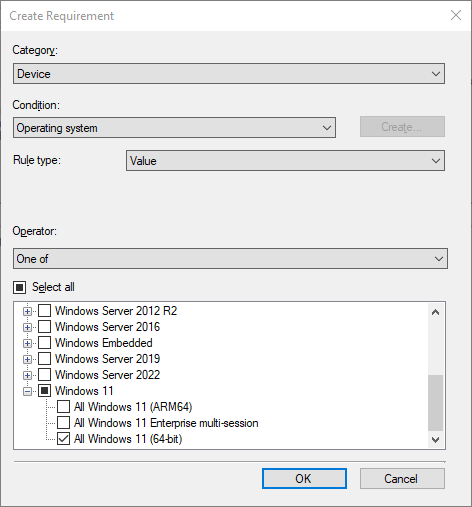 Create Requirement
Category:
Device
Condition:
Operating system
Create...
Rule type:
Value
Operator:
One of
Select all
Windows Server 2012 R2
Windows Server 2016
Windows Embedded
Windows Server 2019
Windows Server 2022
Windows 11
All Windows 11 (ARM64)
All Windows 11 Enterprise multi-session
All Windows 11 (64-bit)
OK
Cancel